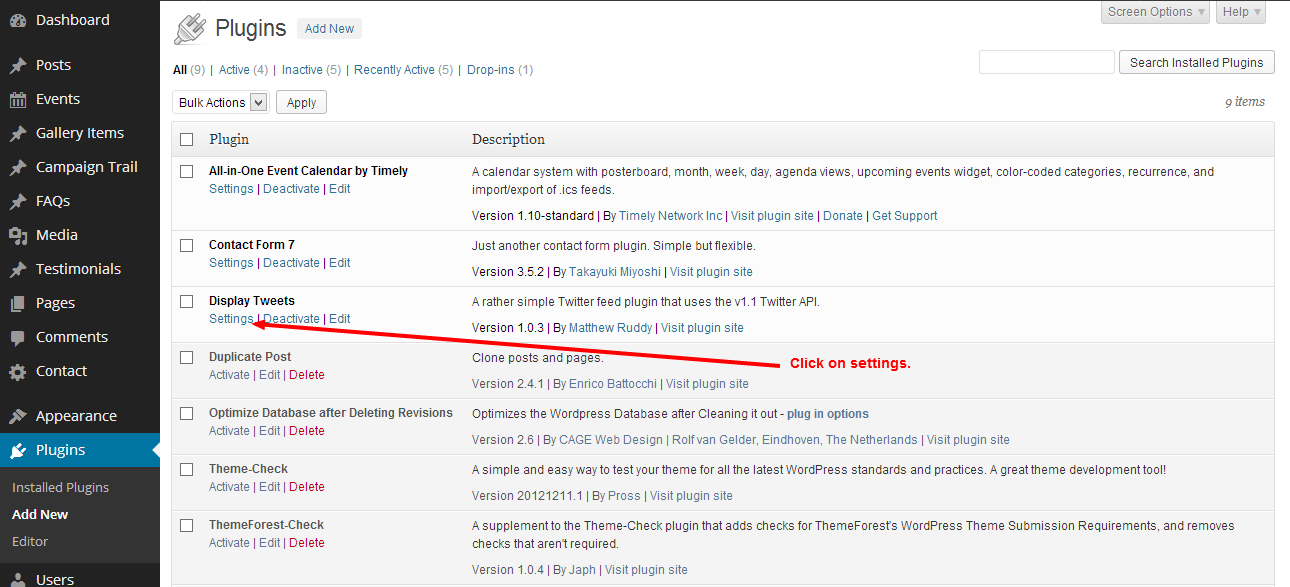 Dashboard
Posts
Events
Gallery Items
Campaign Trail
FAQs
Media
Testimonials
Pages
Comments
Contact
Appearance
Plugins
Installed Plugins
Add New
Editor
Users
Screen Options
Help
Plugins Add New
All (9) | Active (4) | Inactive (5) | Recently Active (5) | Drop-ins (1)
Search Installed Plugins
Bulk Actions Apply
9 items
Plugin Description
All-in-One Event Calendar by Timely
Settings | Deactivate | Edit
A calendar system with posterboard, month, week, day, agenda views, upcoming events widget, color-coded categories, recurrence, and
import/export of .ics feeds.
Version 1.10-standard | By Timely Network Inc | Visit plugin site | Donate | Get Support
Contact Form 7
Settings | Deactivate | Edit
Just another contact form plugin. Simple but flexible.
Version 3.5.2 | By Takayuki Miyoshi | Visit plugin site
Display Tweets
Settings | Deactivate | Edit
A rather simple Twitter feed plugin that uses the v1.1 Twitter API.
Version 1.0.3 | By Matthew Ruddy | Visit plugin site
Click on settings.
Duplicate Post
Activate | Edit | Delete
Clone posts and pages.
Version 2.4.1 | By Enrico Battocchi | Visit plugin site
Optimize Database after Deleting Revisions
Activate | Edit | Delete
Optimizes the Wordpress Database after Cleaning it out - plug in options
Version 2.6 | By CAGE Web Design | Rolf van Gelder, Eindhoven, The Netherlands | Visit plugin site
Theme-Check
Activate | Edit | Delete
A simple and easy way to test your theme for all the latest WordPress standards and practices. A great theme development tool!
Version 20121211.1 | By Pross | Visit plugin site
ThemeForest-Check
Activate | Edit | Delete
A supplement to the Theme-Check plugin that adds checks for ThemeForest's WordPress Theme Submission Requirements, and removes
checks that aren't required.
Version 1.0.4 | By Japh | Visit plugin site